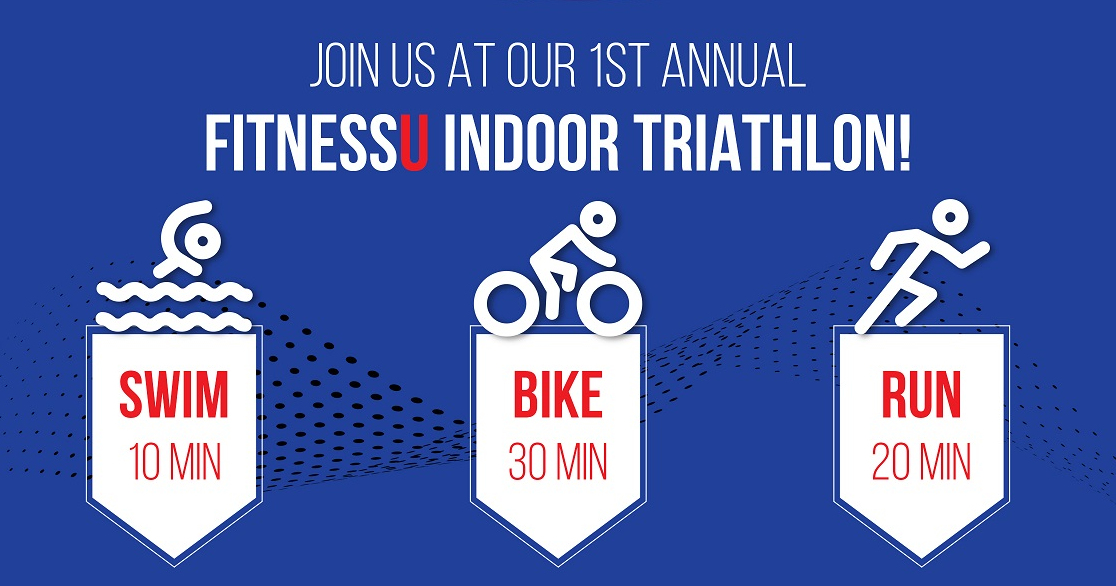 JOIN US AT OUR 1ST ANNUAL
FITNESSU INDOOR TRIATHLON!
SWIM
10 MIN
BIKE
30 MIN
RUN
20 MIN